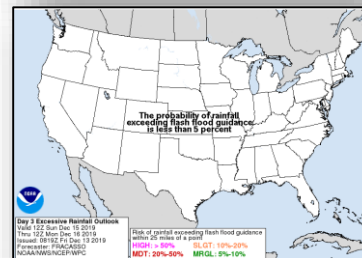 The probability of rainfall
exceeding flash flood guidance
is less than 5 percent
Day 3 Excessive Rainfall Outlook
Valid 12Z Sun Dec 15 2019
Thru 12Z Mon Dec 16 2019
Issued: 0819Z Fri Dec 13 2019
Forecaster: FRACASSO
NOAA/NWS/NCEP/WPC
Risk of rainfall exceeding flash flood guidance
within 25 miles of a point
HIGH: > 50% SLGT: 10%-20%
MDT: 20%-50% MRGL: 5%-10%